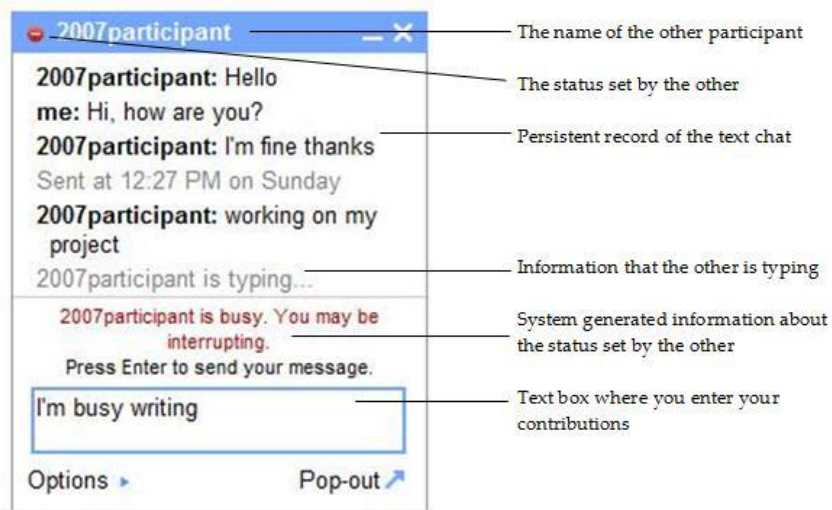 2007participant
The name of the other participant
2007participant: Hello
The status set by the other
me: Hi, how are you?
2007participant: I'm fine thanks
Persistent record of the text chat
Sent at 12:27 PM on Sunday
2007participant: working on my
project
2007participant is typing...
Information that the other is typing
2007participant is busy. You may be
interrupting.
System generated information about
the status set by the other
Press Enter to send your message.
I'm busy writing
Text box where you enter your
contributions
Options
Pop-out